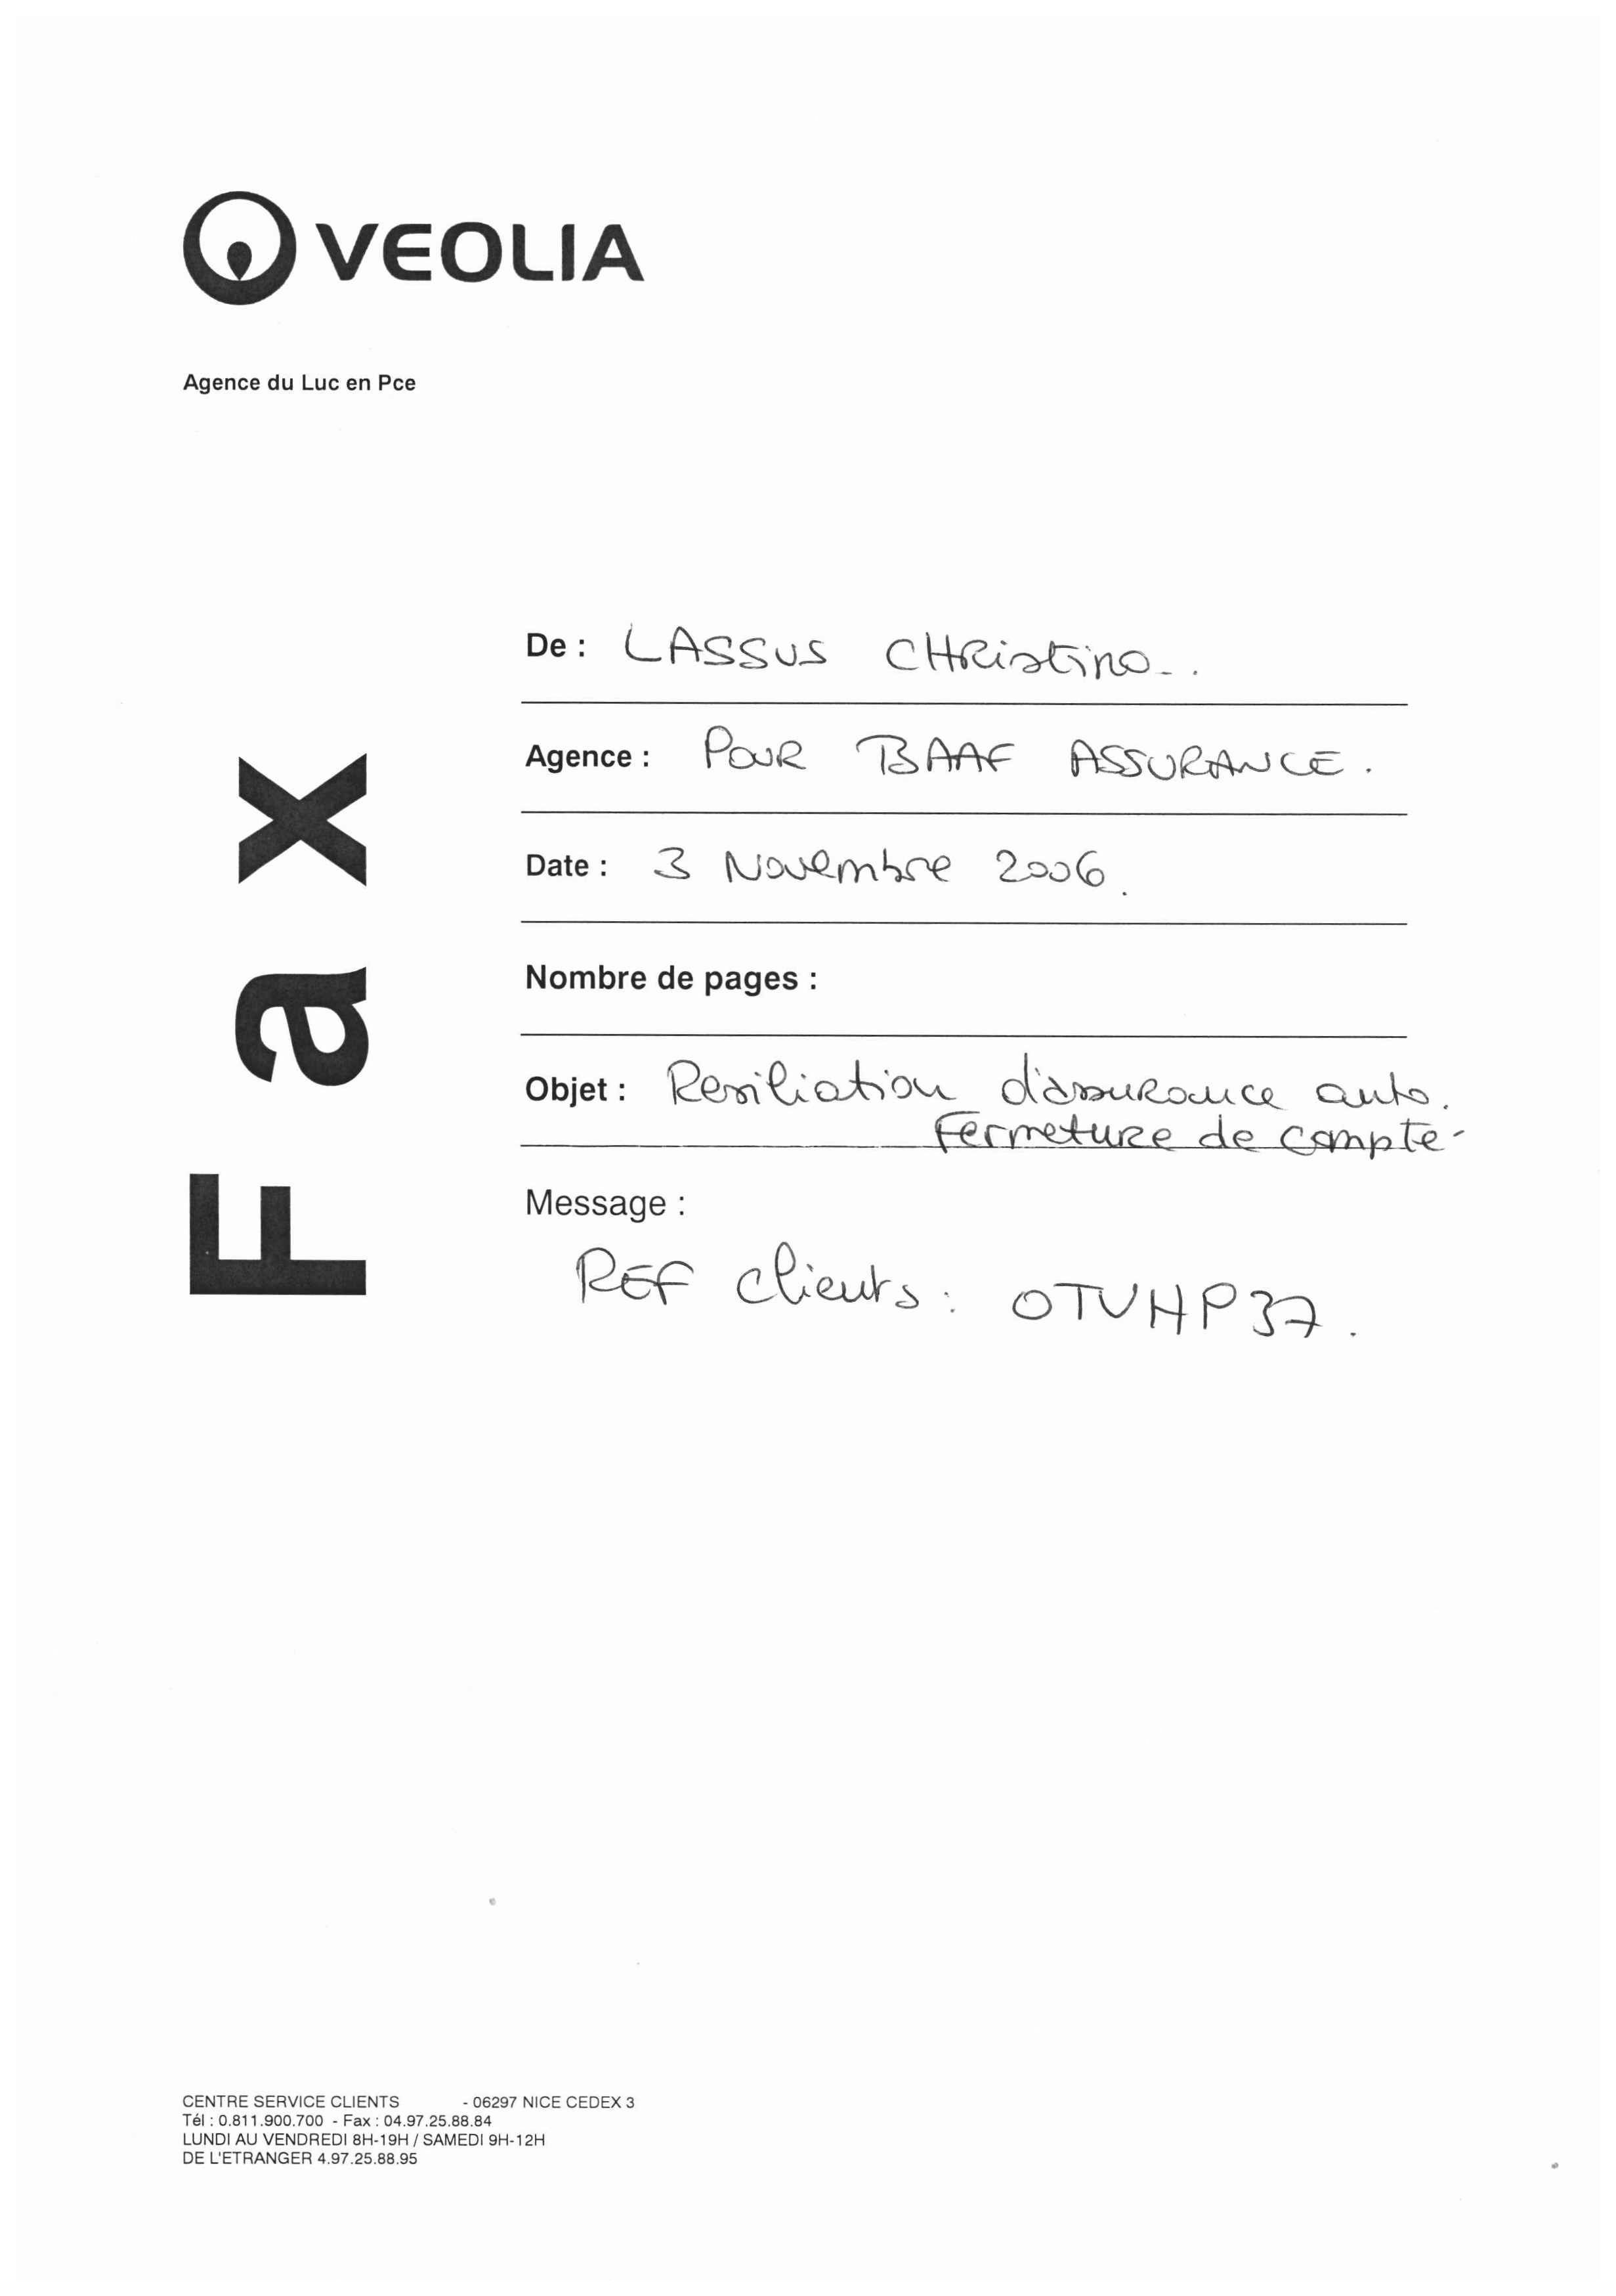 VEOLIA
Agence du Luc en Pce
Fax
De : LASSUS CHRistine.
Agence : POUR BAAF ASSURANCE.
Date : 3 Novembre 2006.
Nombre de pages :
Objet : Resiliation d'assurance auto.
Fermeture de compte-
Message :
REF clients : OTVHP37.
CENTRE SERVICE CLIENTS - 06297 NICE CEDEX 3
Tél : 0.811.900.700 - Fax : 04.97.25.88.84
LUNDI AU VENDREDI 8H-19H / SAMEDI 9H-12H
DE L'ETRANGER 4.97.25.88.95